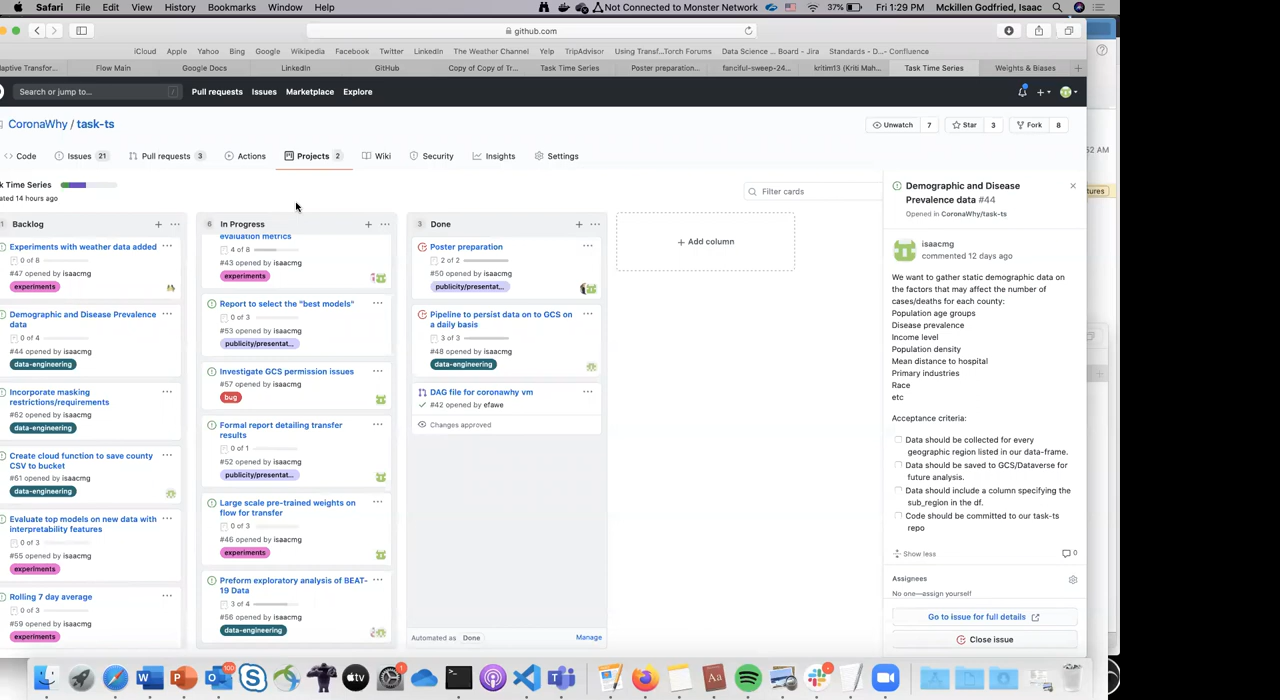 Safari File Edit View History Bookmarks Window Help Not Connected to Monster Network 37% Fri 1:29 PM Mckillen Godfried, Isaac
github.com
iCloud Apple Yahoo Bing Google Wikipedia Facebook Twitter LinkedIn The Weather Channel Yelp TripAdvisor Using Transf...Torch Forums Data Science ... Board - Jira Standards - D...- Confluence
daptive Transfor... Flow Main Google Docs LinkedIn GitHub Copy of Copy of Tr... Task Time Series Poster preparation... fanciful-sweep-24... kritim13 (Kriti Mah... Task Time Series Weights & Biases
Search or jump to... / Pull requests Issues Marketplace Explore
CoronaWhy / task-ts
Unwatch 7 Star 3 Fork 8
52 AM
Code Issues 21 Pull requests 3 Actions Projects 2 Wiki Security Insights Settings
k Time Series
ated 14 hours ago
Filter cards
tures
1 Backlog
Experiments with weather data added
0 of 8
#47 opened by isaacmg
experiments
Demographic and Disease Prevalence
data
0 of 4
#44 opened by isaacmg
data-engineering
Incorporate masking
restrictions/requirements
#62 opened by isaacmg
data-engineering
Create cloud function to save county
CSV to bucket
#61 opened by isaacmg
data-engineering
Evaluate top models on new data with
interpretability features
0 of 3
#55 opened by isaacmg
experiments
Rolling 7 day average
0 of 3
#59 opened by isaacmg
experiments
6 In Progress
evaluation metrics
4 of 8
#43 opened by isaacmg
experiments
Report to select the "best models"
0 of 3
#53 opened by isaacmg
publicity/presentat...
Investigate GCS permission issues
#57 opened by isaacmg
bug
Formal report detailing transfer
results
0 of 1
#52 opened by isaacmg
publicity/presentat...
Large scale pre-trained weights on
flow for transfer
0 of 3
#46 opened by isaacmg
experiments
Preform exploratory analysis of BEAT-
19 Data
3 of 4
#56 opened by isaacmg
data-engineering
3 Done
Poster preparation
2 of 2
#50 opened by isaacmg
publicity/presentat...
Pipeline to persist data on to GCS on
a daily basis
3 of 3
#48 opened by isaacmg
data-engineering
DAG file for coronawhy vm
#42 opened by efawe
Changes approved
Automated as Done Manage
+ Add column
Demographic and Disease
Prevalence data #44
Opened in CoronaWhy/task-ts
isaacmg
commented 12 days ago
We want to gather static demographic data on
the factors that may affect the number of
cases/deaths for each county:
Population age groups
Disease prevalence
Income level
Population density
Mean distance to hospital
Primary industries
Race
etc
Acceptance criteria:
Data should be collected for every
geographic region listed in our data-frame.
Data should be saved to GCS/Dataverse for
future analysis.
Data should include a column specifying the
sub_region in the df.
Code should be committed to our task-ts
repo
Show less 0
Assignees
No one—assign yourself
Go to issue for full details
Close issue
100 tv 1